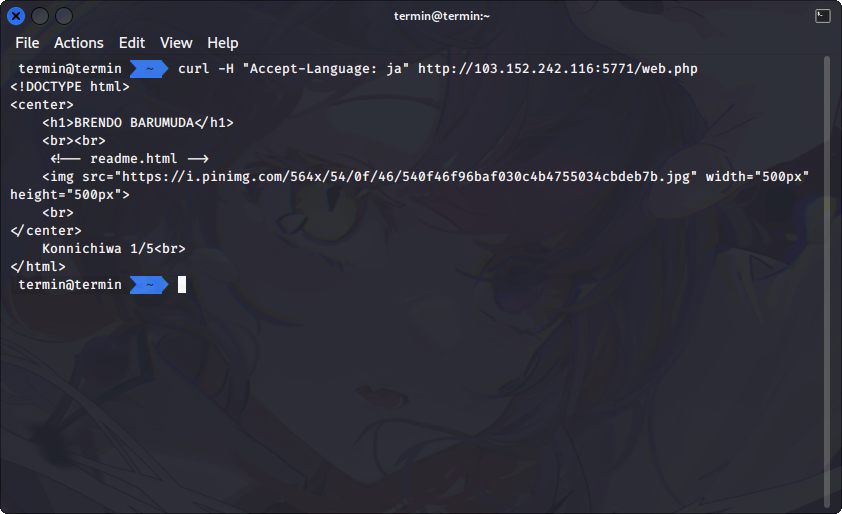 termin@termin:~
File Actions Edit View Help
termin@termin ~ curl -H "Accept-Language: ja" http://103.152.242.116:5771/web.php
<!DOCTYPE html>
<center>
    <h1>BRENDO BARUMUDA</h1>
    <br><br>
    <!-- readme.html -->
    <img src="https://i.pinimg.com/564x/54/0f/46/540f46f96baf030c4b4755034cbdeb7b.jpg" width="500px"
height="500px">
    <br>
</center>
    Konnichiwa 1/5<br>
</html>
termin@termin ~